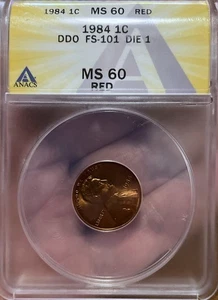 1984 1C MS 60 RED
1984 1C
DDO FS-101 DIE 1
MS 60
RED
ANACS